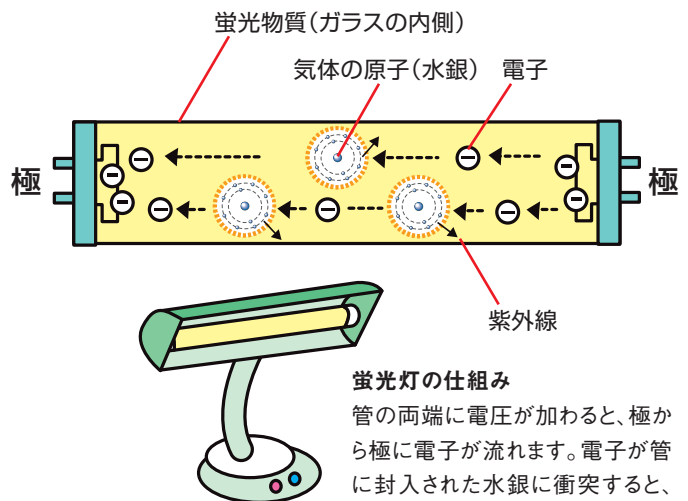 蛍光物質（ガラスの内側）
気体の原子（水銀） 電子
極 極
紫外線
蛍光灯の仕組み
管の両端に電圧が加わると、極か
ら極に電子が流れます。電子が管
に封入された水銀に衝突すると、